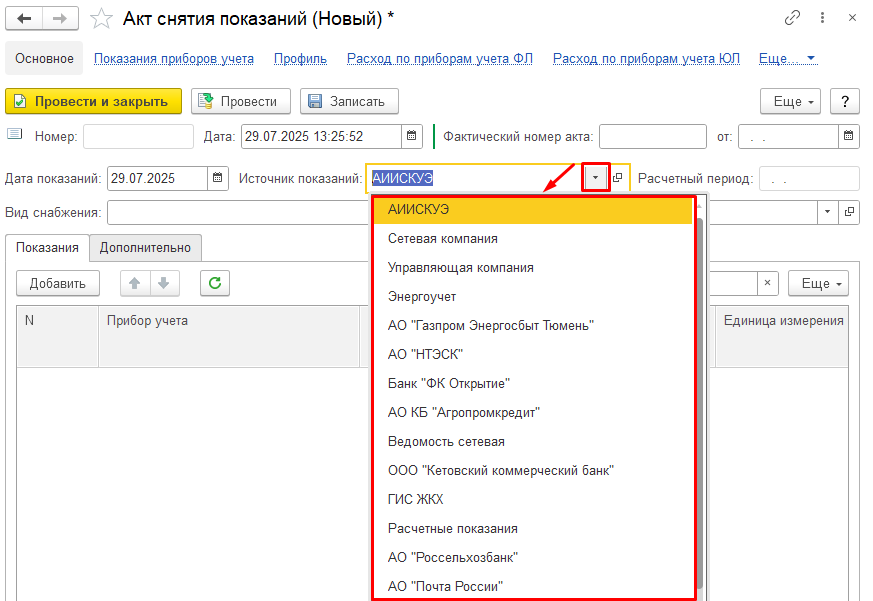 Акт снятия показаний (Новый) *
Основное Показания приборов учета Профиль Расход по приборам учета ФЛ Расход по приборам учета ЮЛ Еще...
Провести и закрыть Провести Записать Еще ?
Номер: Дата: 29.07.2025 13:25:52 Фактический номер акта: от: . .
Дата показаний: 29.07.2025 Источник показаний: АИИСКУЭ Расчетный период: . .
Вид снабжения:
Показания Дополнительно
Добавить Еще
N Прибор учета Единица измерения
АИИСКУЭ
Сетевая компания
Управляющая компания
Энергоучет
АО "Газпром Энергосбыт Тюмень"
АО "НТЭСК"
Банк "ФК Открытие"
АО КБ "Агропромкредит"
Ведомость сетевая
ООО "Кетовский коммерческий банк"
ГИС ЖКХ
Расчетные показания
АО "Россельхозбанк"
АО "Почта России"